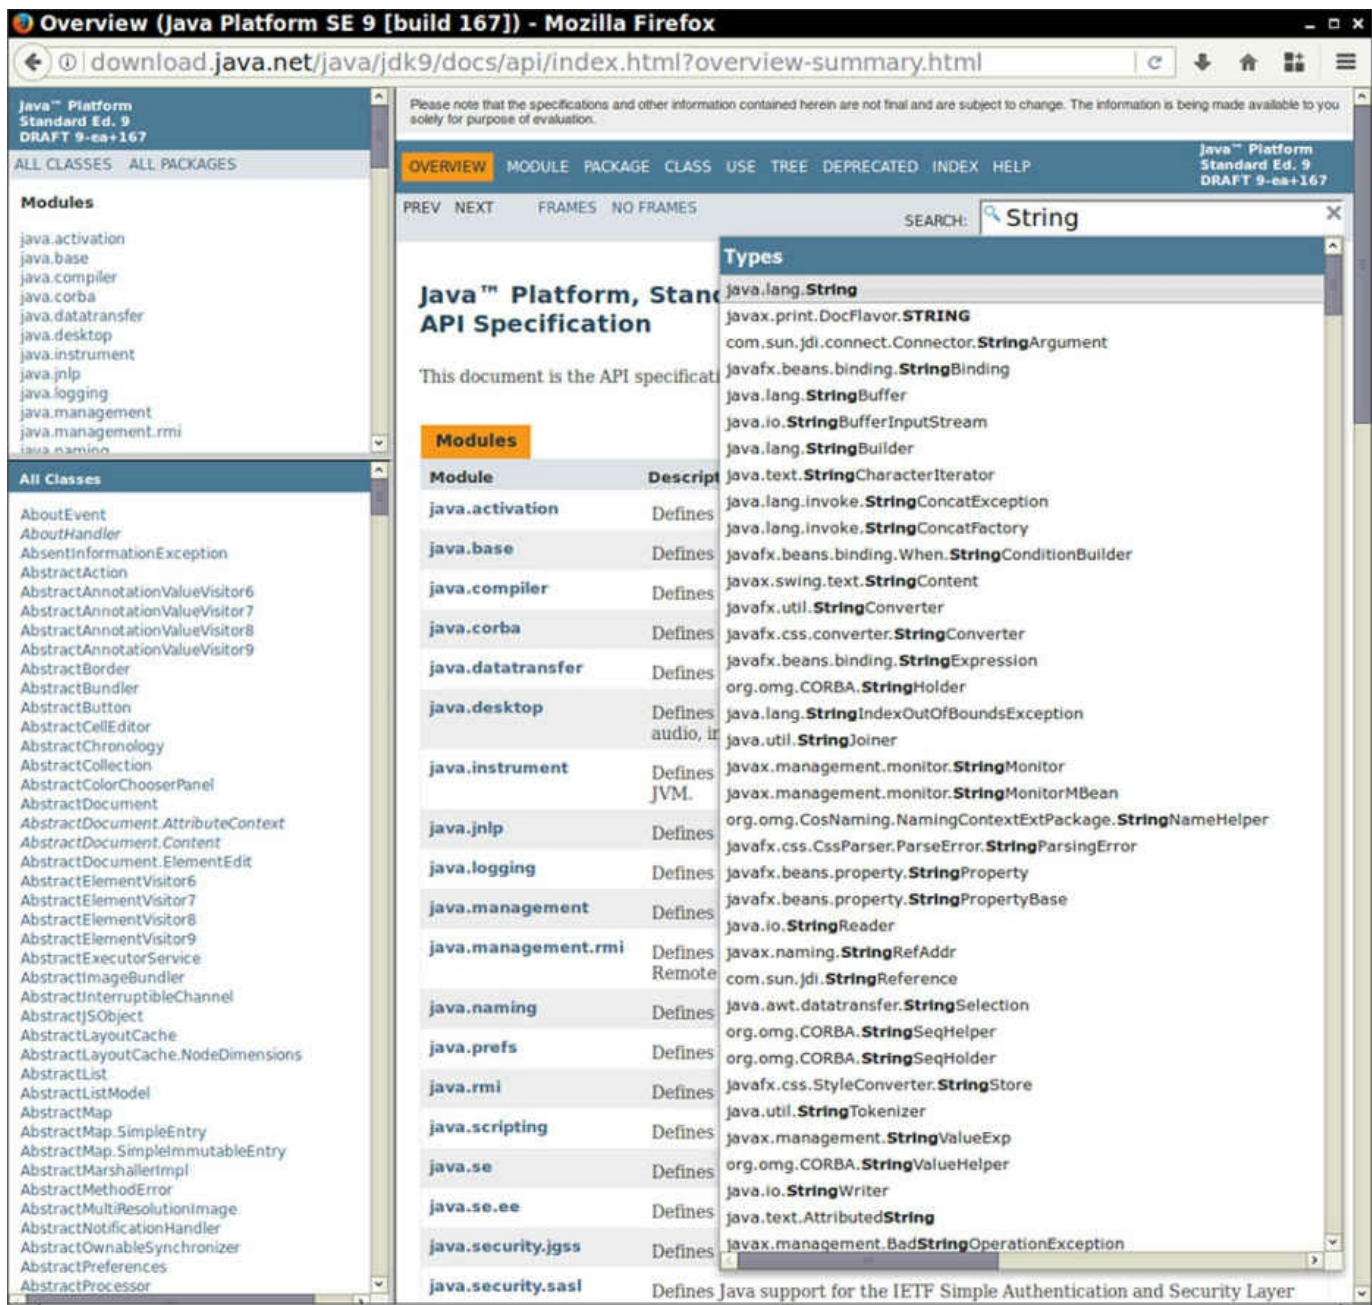 Overview (Java Platform SE 9 [build 167]) - Mozilla Firefox
download.java.net/java/jdk9/docs/api/index.html?overview-summary.html
Java™ Platform
Standard Ed. 9
DRAFT 9-ea+167
ALL CLASSES ALL PACKAGES
Modules
java.activation
java.base
java.compiler
java.corba
java.datatransfer
java.desktop
java.instrument
java.jnlp
java.logging
java.management
java.management.rmi
java.naming
All Classes
AboutEvent
AboutHandler
AbsentInformationException
AbstractAction
AbstractAnnotationValueVisitor6
AbstractAnnotationValueVisitor7
AbstractAnnotationValueVisitor8
AbstractAnnotationValueVisitor9
AbstractBorder
AbstractBundler
AbstractButton
AbstractCellEditor
AbstractChronology
AbstractCollection
AbstractColorChooserPanel
AbstractDocument
AbstractDocument.AttributeContext
AbstractDocument.Content
AbstractDocument.ElementEdit
AbstractElementVisitor6
AbstractElementVisitor7
AbstractElementVisitor8
AbstractElementVisitor9
AbstractExecutorService
AbstractImageBundler
AbstractInterruptibleChannel
AbstractJSObject
AbstractLayoutCache
AbstractLayoutCache.NodeDimensions
AbstractList
AbstractListModel
AbstractMap
AbstractMap.SimpleEntry
AbstractMap.SimpleImmutableEntry
AbstractMarshallerImpl
AbstractMethodError
AbstractMultiResolutionImage
AbstractNotificationHandler
AbstractOwnableSynchronizer
AbstractPreferences
AbstractProcessor
Please note that the specifications and other information contained herein are not final and are subject to change. The information is being made available to you
solely for purpose of evaluation.
OVERVIEW MODULE PACKAGE CLASS USE TREE DEPRECATED INDEX HELP
Java™ Platform
Standard Ed. 9
DRAFT 9-ea+167
PREV NEXT FRAMES NO FRAMES
SEARCH: String
Java™ Platform, Stand
API Specification
This document is the API specificati
Modules
Module Descript
java.activation Defines
java.base Defines
java.compiler Defines
java.corba Defines
java.datatransfer Defines
java.desktop Defines
audio, i
java.instrument Defines
JVM.
java.jnlp Defines
java.logging Defines
java.management Defines
java.management.rmi Defines
Remote
java.naming Defines
java.prefs Defines
java.rmi Defines
java.scripting Defines
java.se Defines
java.se.ee Defines
java.security.jgss Defines
java.security.sasl Defines Java support for the IETF Simple Authentication and Security Layer
Types
java.lang.String
javax.print.DocFlavor.STRING
com.sun.jdi.connect.Connector.StringArgument
javafx.beans.binding.StringBinding
java.lang.StringBuffer
java.io.StringBufferInputStream
java.lang.StringBuilder
java.text.StringCharacterIterator
java.lang.invoke.StringConcatException
java.lang.invoke.StringConcatFactory
javafx.beans.binding.When.StringConditionBuilder
javax.swing.text.StringContent
javafx.util.StringConverter
javafx.css.converter.StringConverter
javafx.beans.binding.StringExpression
org.omg.CORBA.StringHolder
java.lang.StringIndexOutOfBoundsException
java.util.StringJoiner
javax.management.monitor.StringMonitor
javax.management.monitor.StringMonitorMBean
org.omg.CosNaming.NamingContextExtPackage.StringNameHelper
javafx.css.CssParser.ParseError.StringParsingError
javafx.beans.property.StringProperty
javafx.beans.property.StringPropertyBase
java.io.StringReader
javax.naming.StringRefAddr
com.sun.jdi.StringReference
java.awt.datatransfer.StringSelection
org.omg.CORBA.StringSeqHelper
org.omg.CORBA.StringSeqHolder
javafx.css.StyleConverter.StringStore
java.util.StringTokenizer
javax.management.StringValueExp
org.omg.CORBA.StringValueHelper
java.io.StringWriter
java.text.AttributedString
javax.management.BadStringOperationException